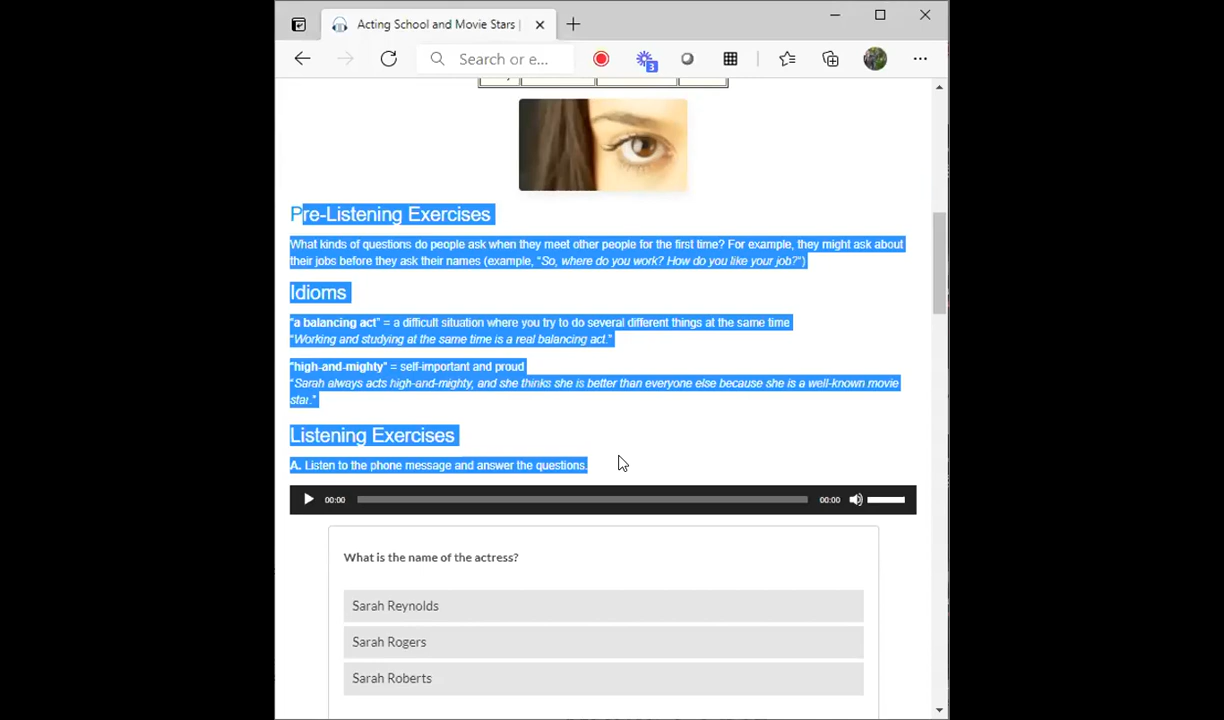 Acting School and Movie Stars |
Search or e...
3
Pre-Listening Exercises
What kinds of questions do people ask when they meet other people for the first time? For example, they might ask about
their jobs before they ask their names (example, “So, where do you work? How do you like your job?”)
Idioms
“a balancing act” = a difficult situation where you try to do several different things at the same time
“Working and studying at the same time is a real balancing act.”
“high-and-mighty” = self-important and proud
“Sarah always acts high-and-mighty, and she thinks she is better than everyone else because she is a well-known movie
star.”
Listening Exercises
A. Listen to the phone message and answer the questions.
00:00 00:00
What is the name of the actress?
Sarah Reynolds
Sarah Rogers
Sarah Roberts